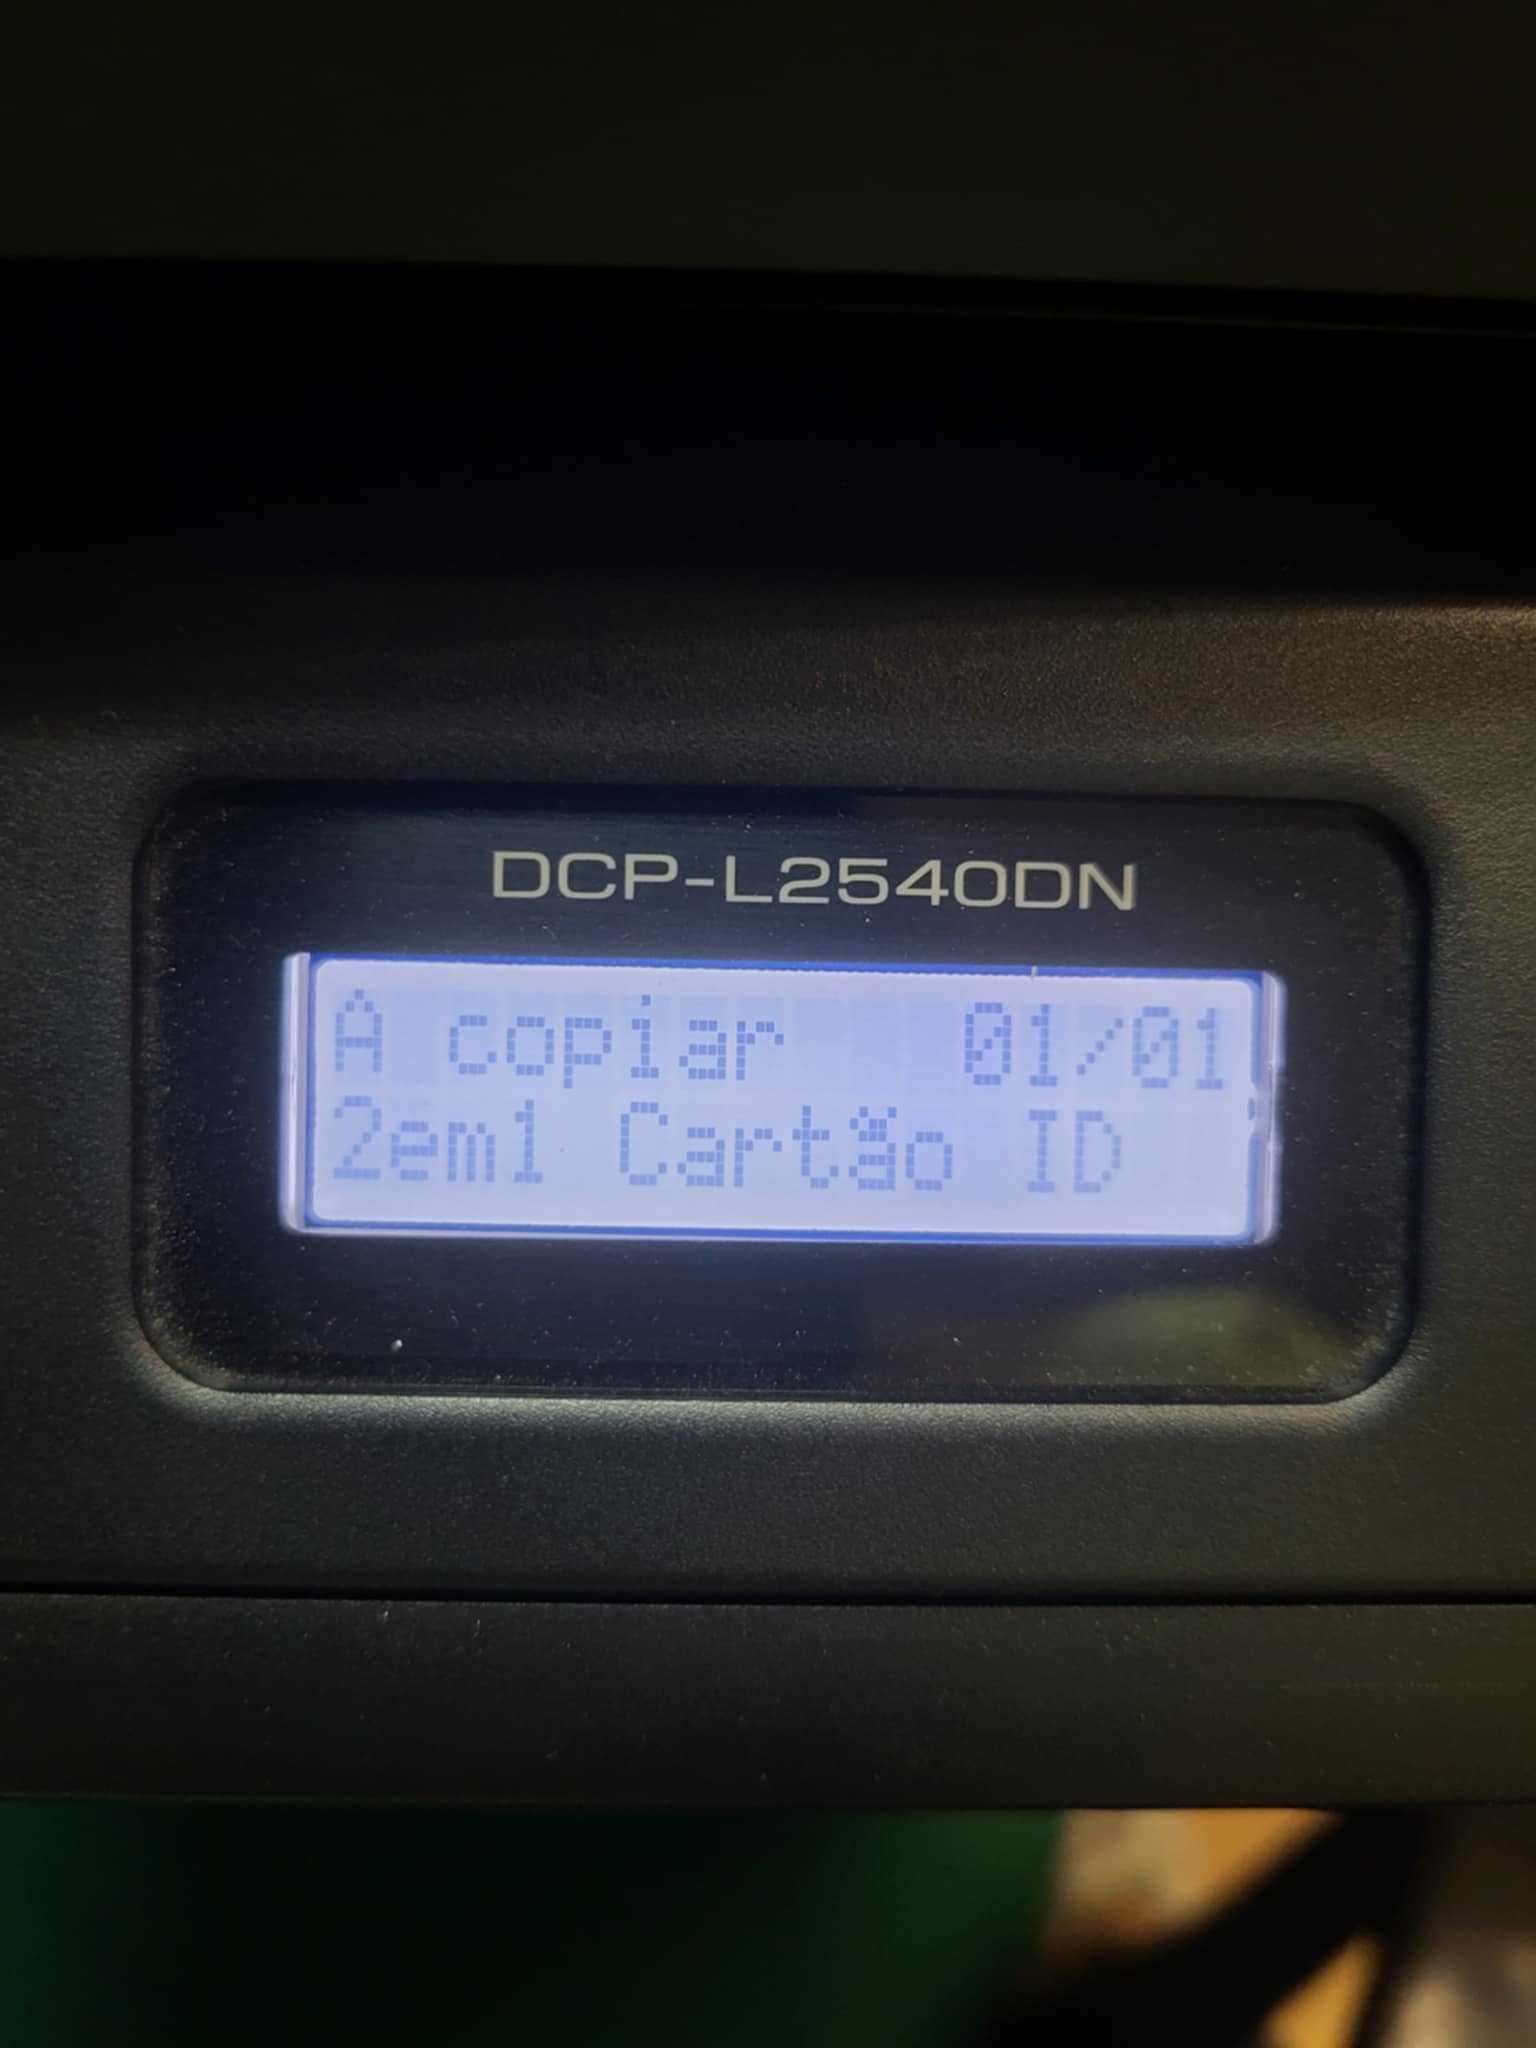 DCP-L2540DN
A copiar 01/01
2em1 Cartão ID